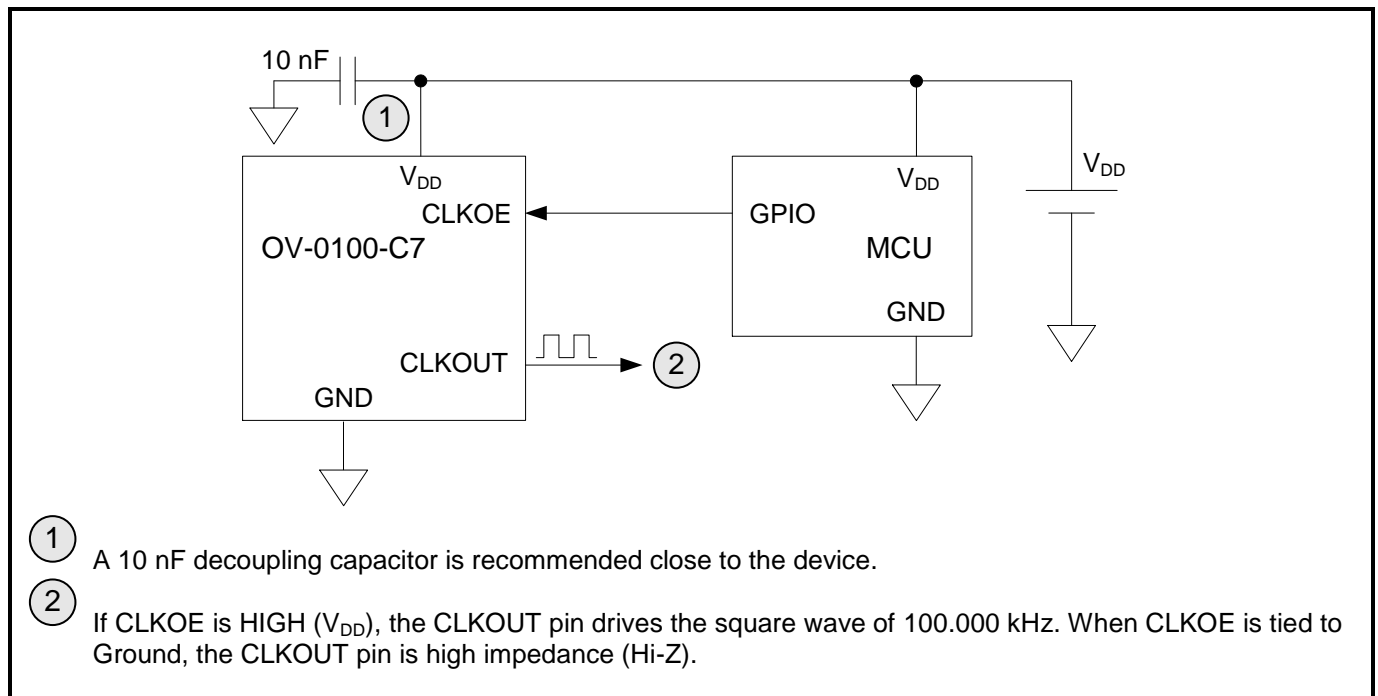 10 nF
1
V_DD
CLKOE
OV-0100-C7
CLKOUT
GND
2
V_DD
GPIO
MCU
GND
V_DD
1
A 10 nF decoupling capacitor is recommended close to the device.
2
If CLKOE is HIGH (V_DD), the CLKOUT pin drives the square wave of 100.000 kHz. When CLKOE is tied to
Ground, the CLKOUT pin is high impedance (Hi-Z).